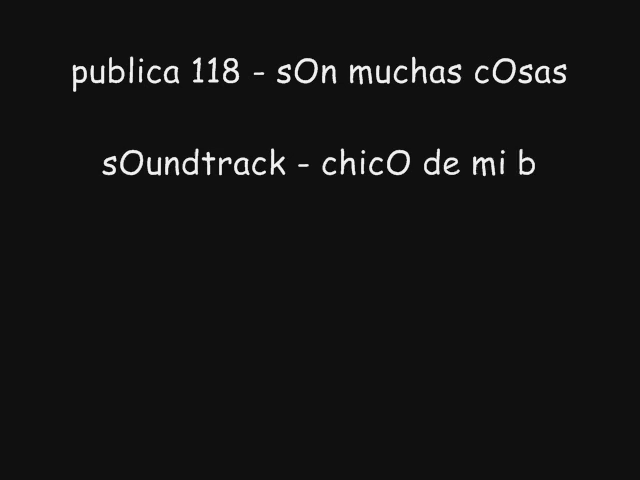 publica 118 - sOn muchas cOsas
sOundtrack - chicO de mi b